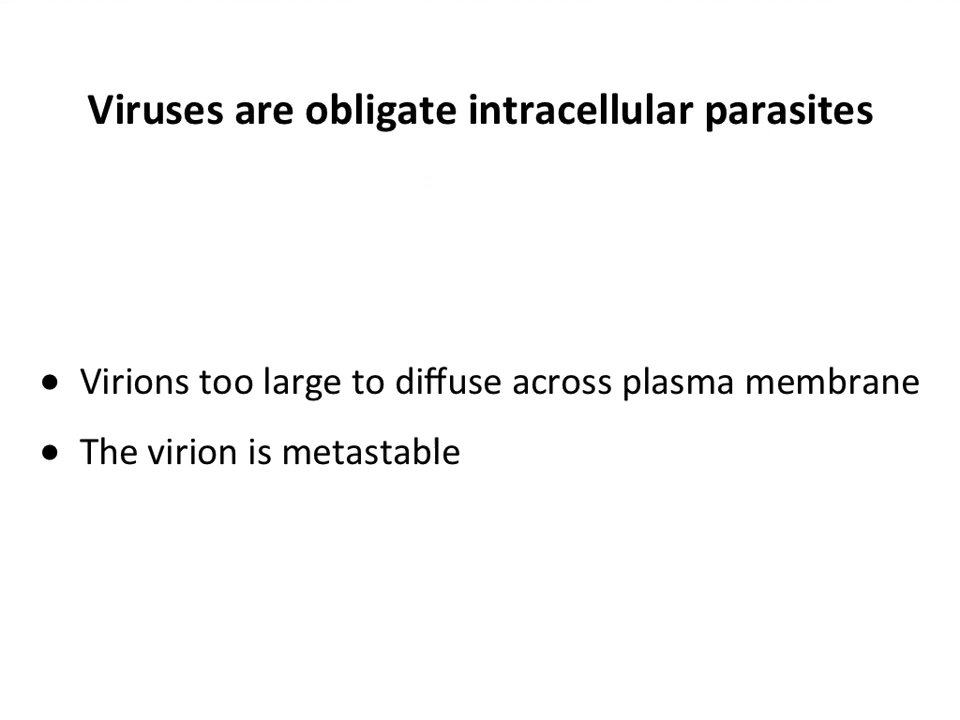 Viruses are obligate intracellular parasites
• Virions too large to diffuse across plasma membrane
• The virion is metastable